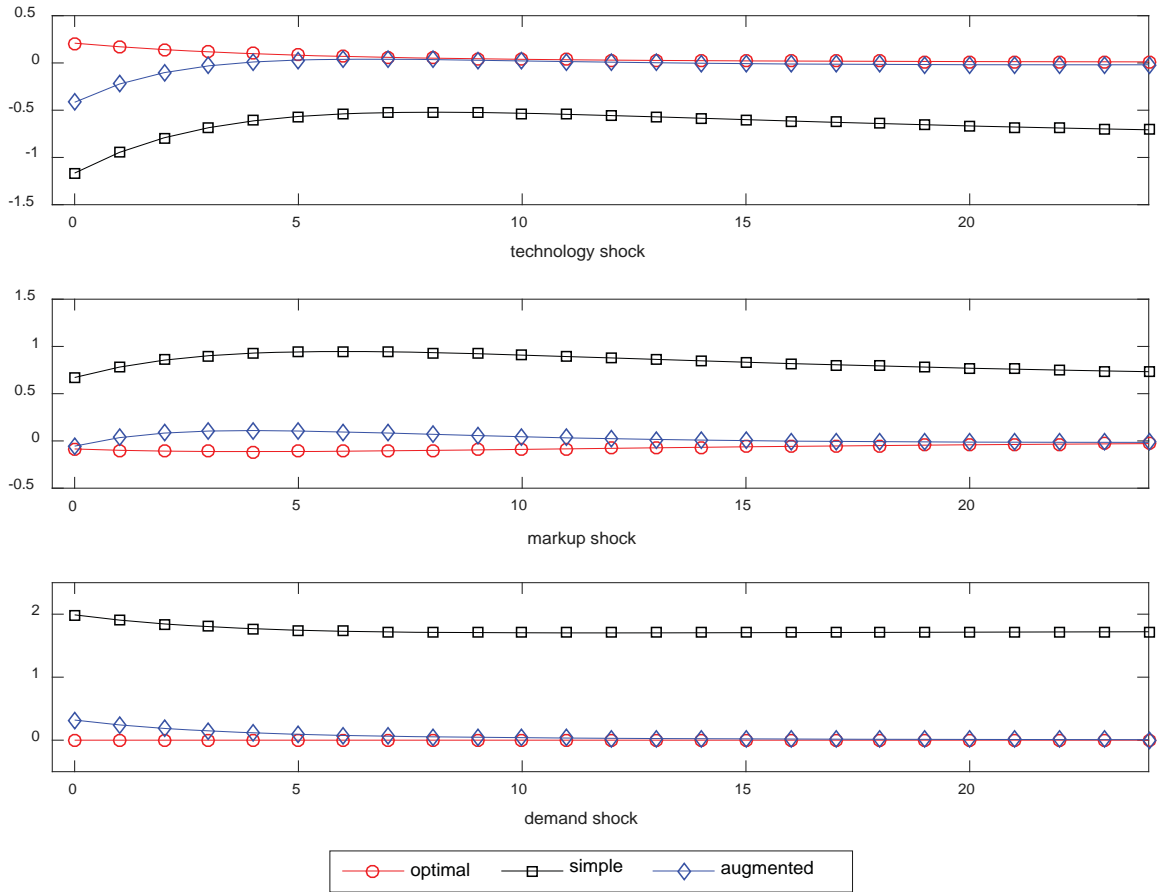 0.5
0
-0.5
-1
-1.5
0 5 10 15 20
technology shock
1.5
1
0.5
0
-0.5
0 5 10 15 20
markup shock
2
1
0
0 5 10 15 20
demand shock
optimal simple augmented